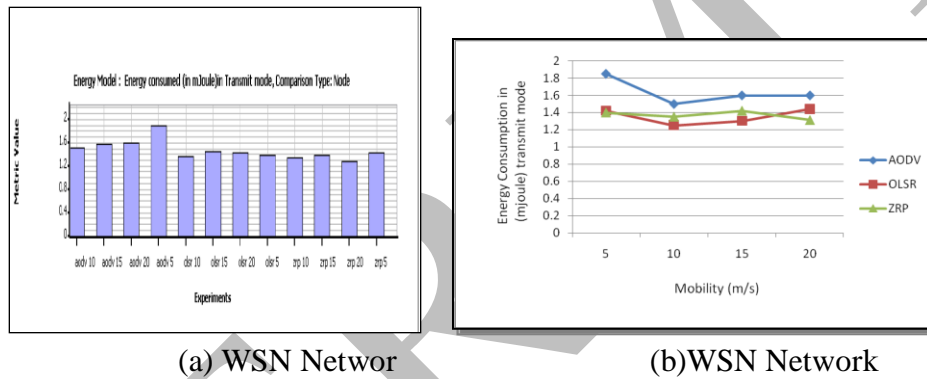 Energy Model : Energy consumed (in mJoule)in Transmit mode, Comparison Type: Node
Metric Value
2
1.6
1.2
0.8
0.4
0
aodv 10 aodv 15 aodv 20 aodv 5 olsr 10 olsr 15 olsr 20 olsr 5 zrp 10 zrp 15 zrp 20 zrp 5
Experiments
(a) WSN Networ
Energy Consumption in
(mjoule) transmit mode
2
1.8
1.6
1.4
1.2
1
0.8
0.6
0.4
0.2
0
5 10 15 20
Mobility (m/s)
AODV
OLSR
ZRP
(b)WSN Network